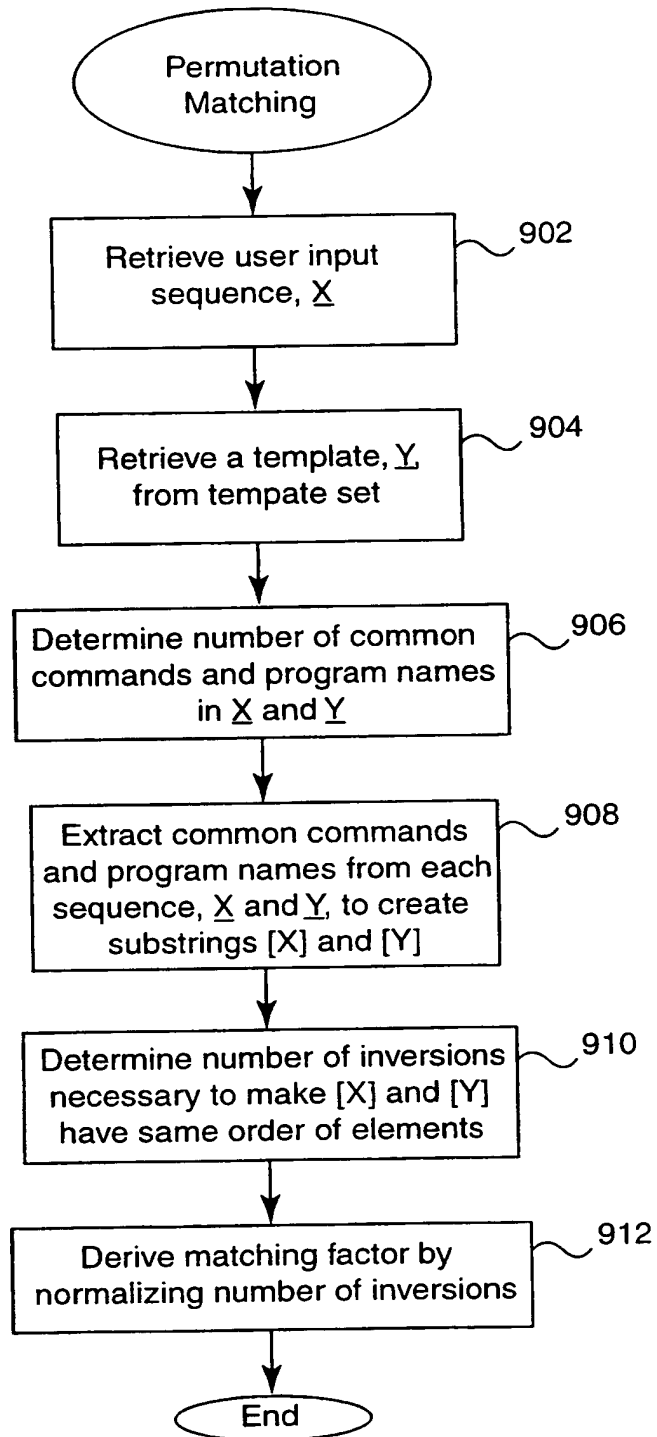 Permutation
Matching
902
Retrieve user input
sequence, X
904
Retrieve a template, Y,
from tempate set
906
Determine number of common
commands and program names
in X and Y
908
Extract common commands
and program names from each
sequence, X and Y, to create
substrings [X] and [Y]
910
Determine number of inversions
necessary to make [X] and [Y]
have same order of elements
912
Derive matching factor by
normalizing number of inversions
End